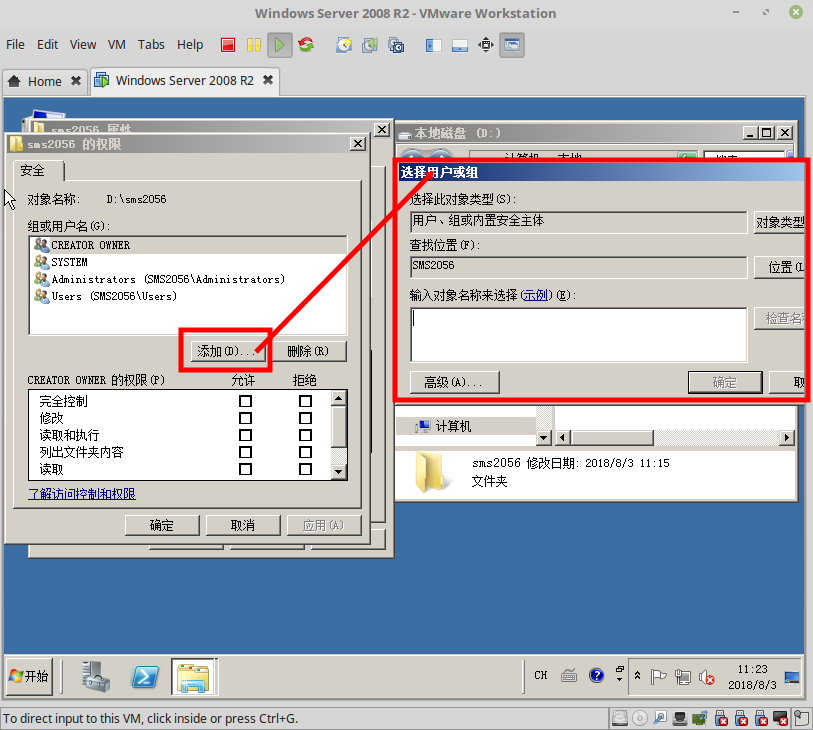 Windows Server 2008 R2 - VMware Workstation
File Edit View VM Tabs Help
Home Windows Server 2008 R2
sms2056 属性
sms2056 的权限
安全
对象名称: D:\sms2056
组或用户名(G):
CREATOR OWNER
SYSTEM
Administrators (SMS2056\Administrators)
Users (SMS2056\Users)
添加(D)... 删除(R)
CREATOR OWNER 的权限(P) 允许 拒绝
完全控制
修改
读取和执行
列出文件夹内容
读取
了解访问控制和权限
确定 取消 应用(A)
本地磁盘 (D:)
计算机 本地
选择用户或组
选择此对象类型(S):
用户、组或内置安全主体 对象类型
查找位置(F):
SMS2056 位置(L
输入对象名称来选择(示例)(E):
检查名称
高级(A)... 确定 取
计算机
sms2056 修改日期: 2018/8/3 11:15
文件夹
开始 CH 11:23
2018/8/3
To direct input to this VM, click inside or press Ctrl+G.